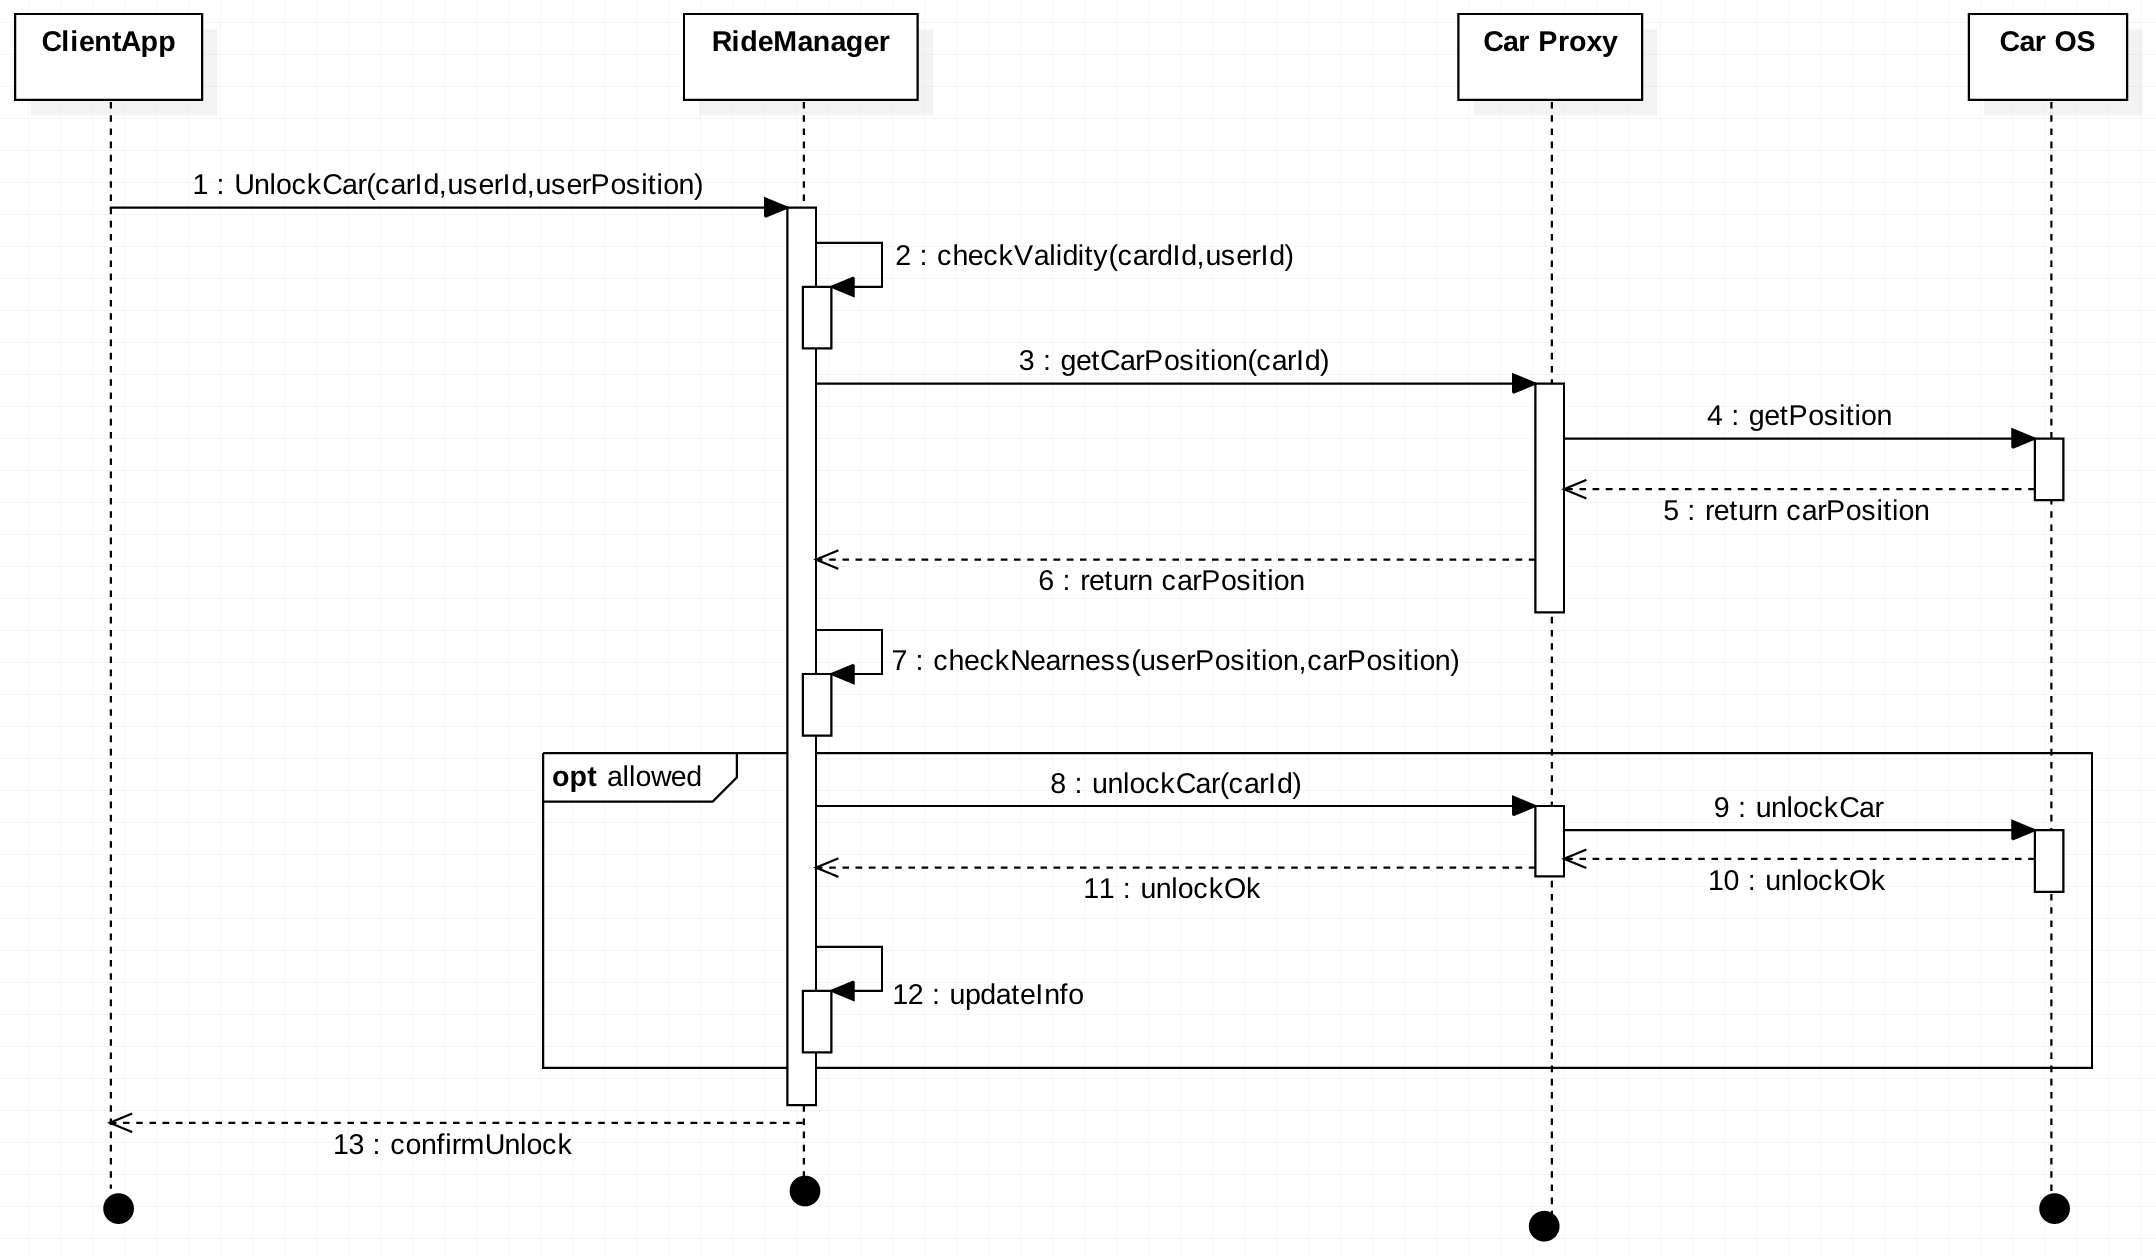 ClientApp
RideManager
Car Proxy
Car OS
1 : UnlockCar(carId,userId,userPosition)
2 : checkValidity(cardId,userId)
3 : getCarPosition(carId)
4 : getPosition
5 : return carPosition
6 : return carPosition
7 : checkNearness(userPosition,carPosition)
opt allowed
8 : unlockCar(carId)
9 : unlockCar
10 : unlockOk
11 : unlockOk
12 : updateInfo
13 : confirmUnlock